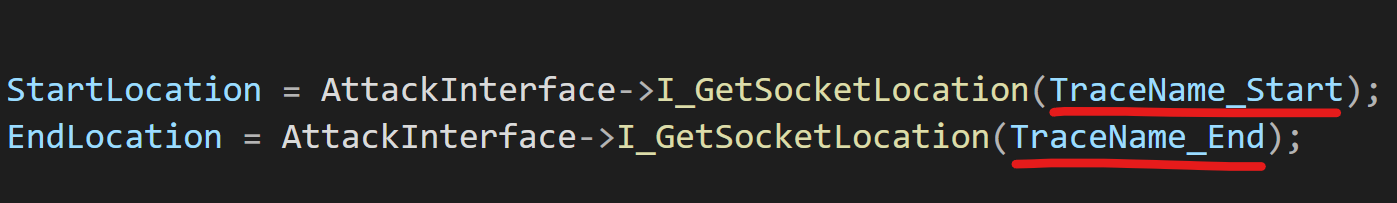 StartLocation = AttackInterface->I_GetSocketLocation(TraceName_Start);
EndLocation = AttackInterface->I_GetSocketLocation(TraceName_End);